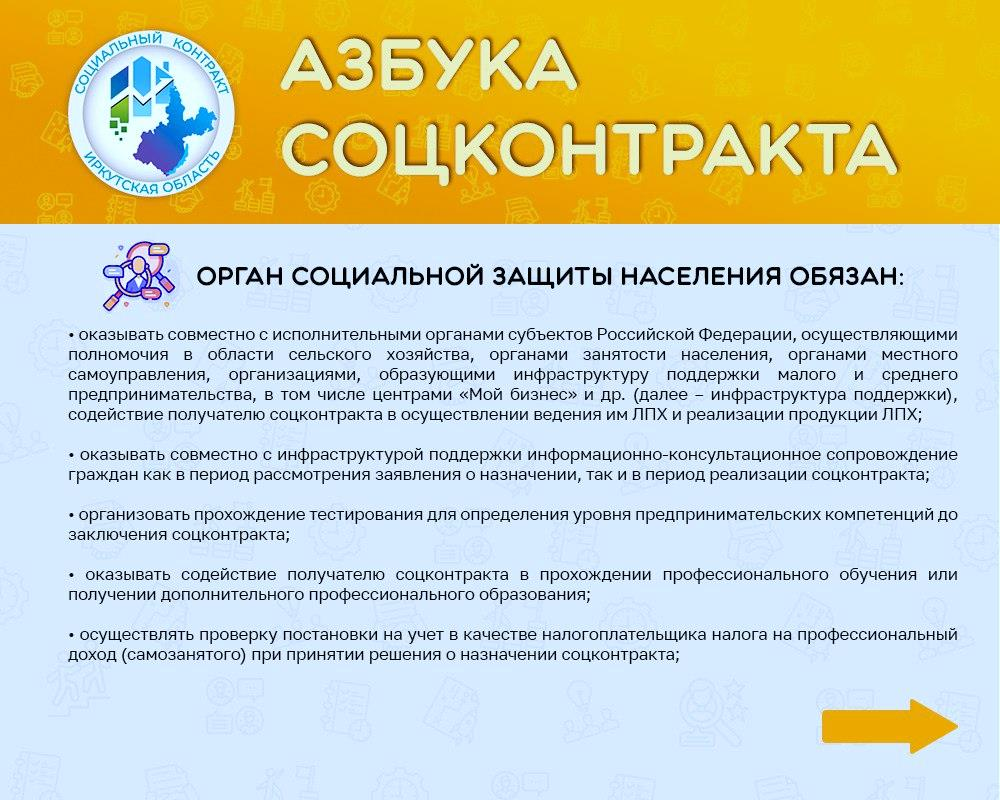 СОЦИАЛЬНЫЙ КОНТРАКТ
ИРКУТСКАЯ ОБЛАСТЬ
АЗБУКА
СОЦКОНТРАКТА
ОРГАН СОЦИАЛЬНОЙ ЗАЩИТЫ НАСЕЛЕНИЯ ОБЯЗАН:
• оказывать совместно с исполнительными органами субъектов Российской Федерации, осуществляющими
полномочия в области сельского хозяйства, органами занятости населения, органами местного
самоуправления, организациями, образующими инфраструктуру поддержки малого и среднего
предпринимательства, в том числе центрами «Мой бизнес» и др. (далее – инфраструктура поддержки),
содействие получателю соцконтракта в осуществлении ведения им ЛПХ и реализации продукции ЛПХ;
• оказывать совместно с инфраструктурой поддержки информационно-консультационное сопровождение
граждан как в период рассмотрения заявления о назначении, так и в период реализации соцконтракта;
• организовать прохождение тестирования для определения уровня предпринимательских компетенций до
заключения соцконтракта;
• оказывать содействие получателю соцконтракта в прохождении профессионального обучения или
получении дополнительного профессионального образования;
• осуществлять проверку постановки на учет в качестве налогоплательщика налога на профессиональный
доход (самозанятого) при принятии решения о назначении соцконтракта;